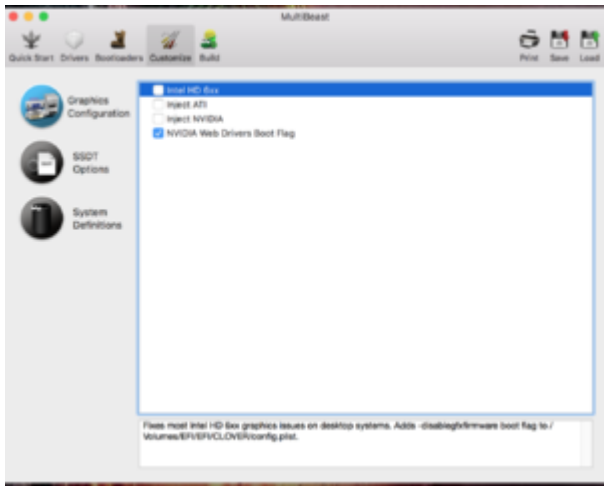 MultiBeast
Quick Start Drivers Bootloaders Customize Build Print Save Load
Graphics
Configuration
SSDT
Options
System
Definitions
Intel HD 6xx
Inject ATI
Inject NVIDIA
NVIDIA Web Drivers Boot Flag
Fixes most Intel HD 6xx graphics issues on desktop systems. Adds -disablegfxfirmware boot flag to /
Volumes/EFI/EFI/CLOVER/config.plist.